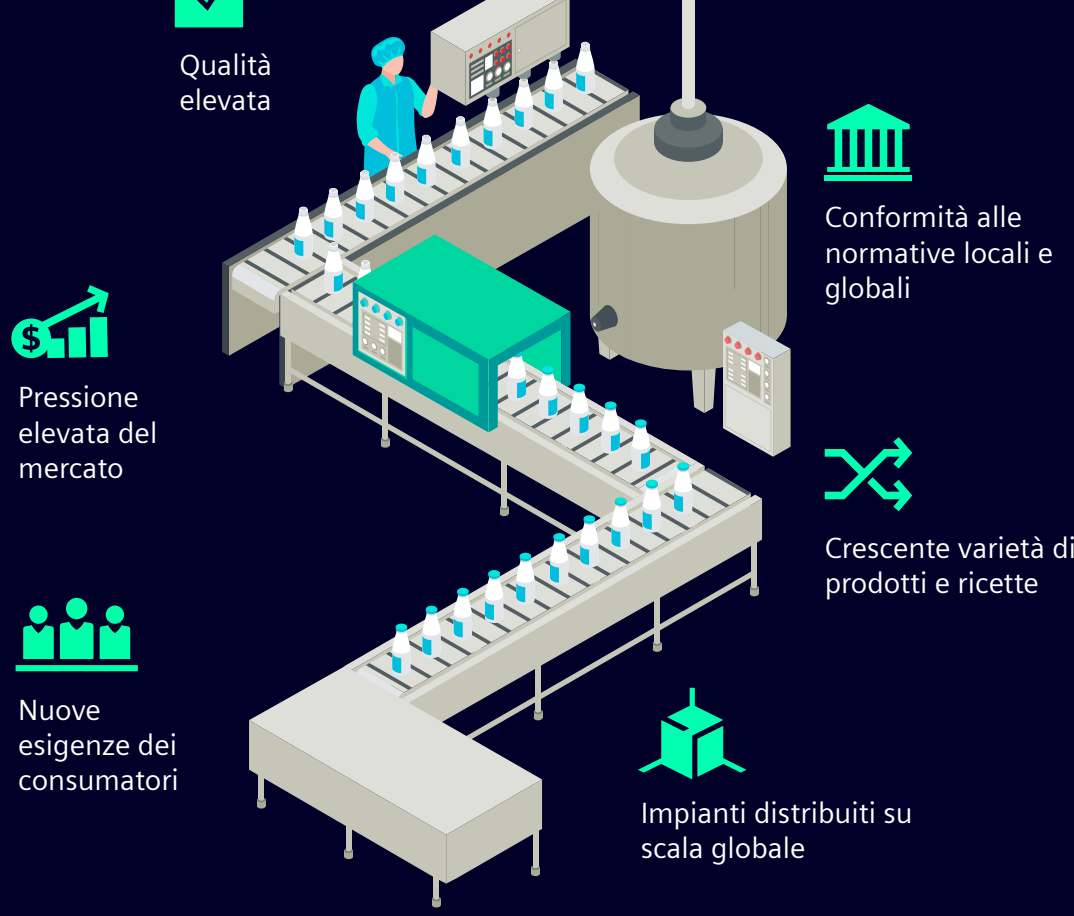 Qualità
elevata
Conformità alle
normative locali e
globali
$
Pressione
elevata del
mercato
Crescente varietà di
prodotti e ricette
Nuove
esigenze dei
consumatori
Impianti distribuiti su
scala globale